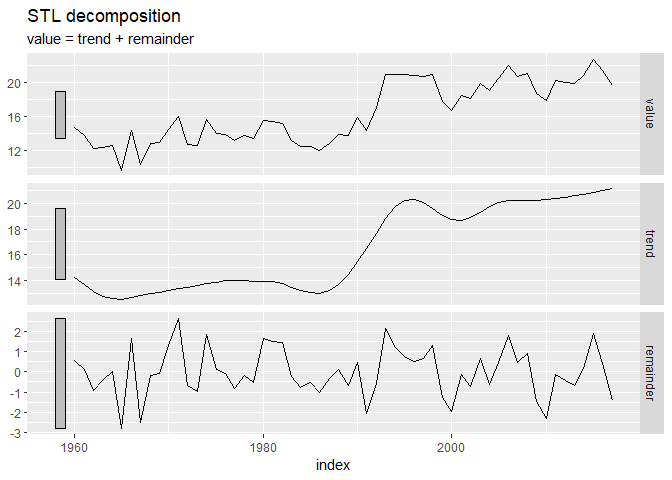 STL decomposition
value = trend + remainder
20
16
12
value
20
18
16
14
trend
2
1
0
-1
-2
-3
remainder
1960
1980
2000
index